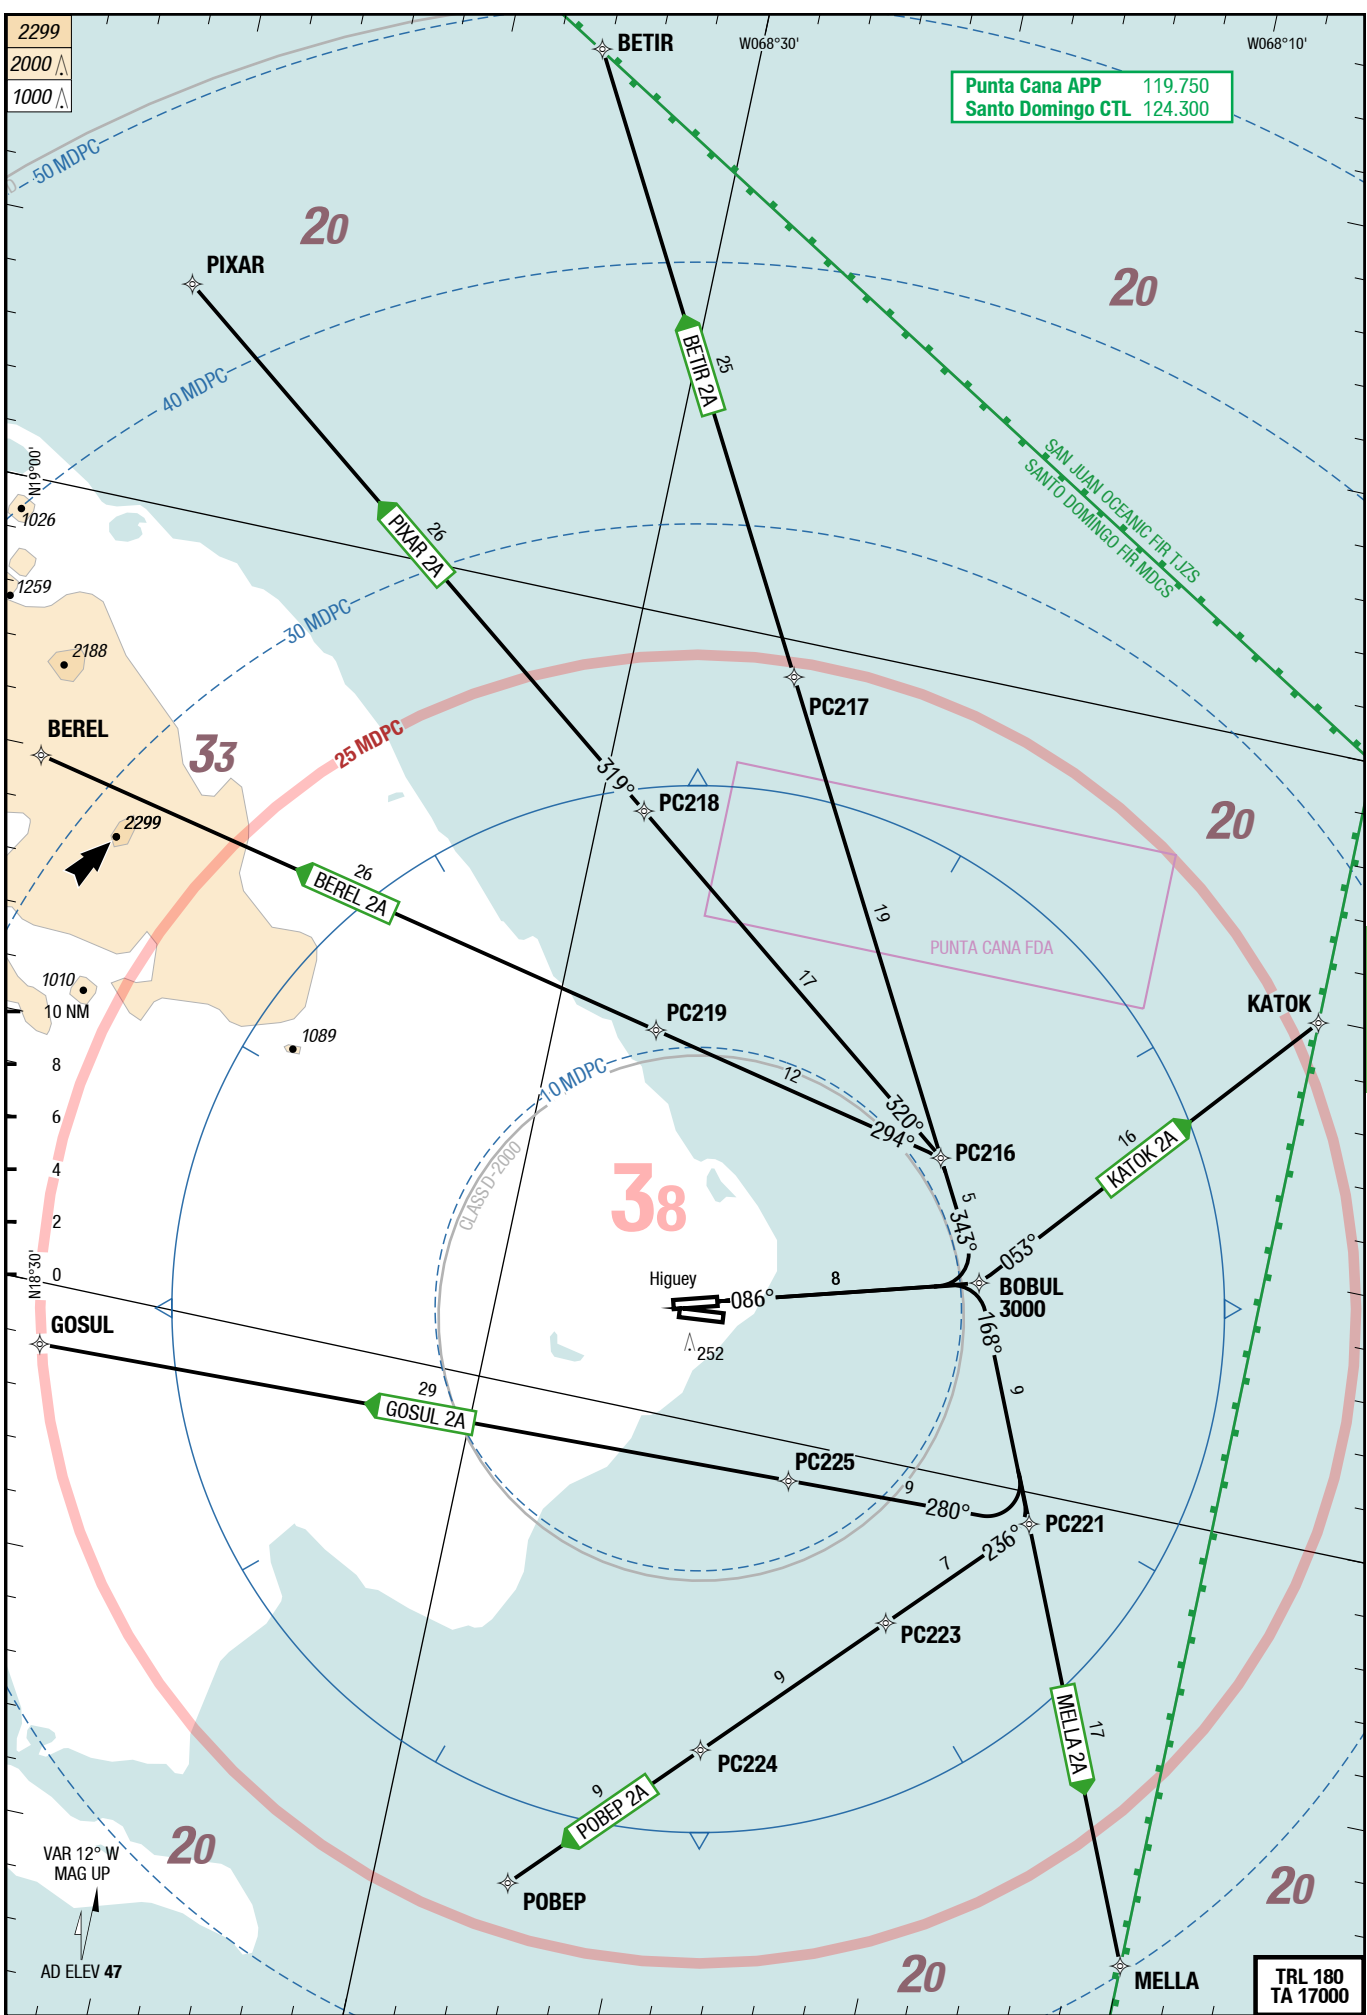 2299
2000
1000
BETIR
W068°30'
W068°10'
Punta Cana APP 119.750
Santo Domingo CTL 124.300
50 MDPC
20
PIXAR
20
40 MDPC
BETIR 2A
25
N19°00'
1026
PIXAR 2A
26
SAN JUAN OCEANIC FIR TJZS
SANTO DOMINGO FIR MDCS
1259
30 MDPC
2188
BEREL
33
25 MDPC
PC217
319°
PC218
2299
20
26
BEREL 2A
19
PUNTA CANA FDA
17
1010
10 NM
PC219
KATOK
1089
8
12
10 MDPC
6
320°
294°
PC216
16
KATOK 2A
4
CLASS D-2000
38
5
343°
2
053°
N18°30'
0
Higuey
086°
8
BOBUL
3000
GOSUL
252
168°
29
GOSUL 2A
9
PC225
9
280°
PC221
236°
7
PC223
9
MELLA 2A
17
PC224
9
POBEP 2A
VAR 12° W
MAG UP
20
POBEP
20
AD ELEV 47
20
MELLA
TRL 180
TA 17000